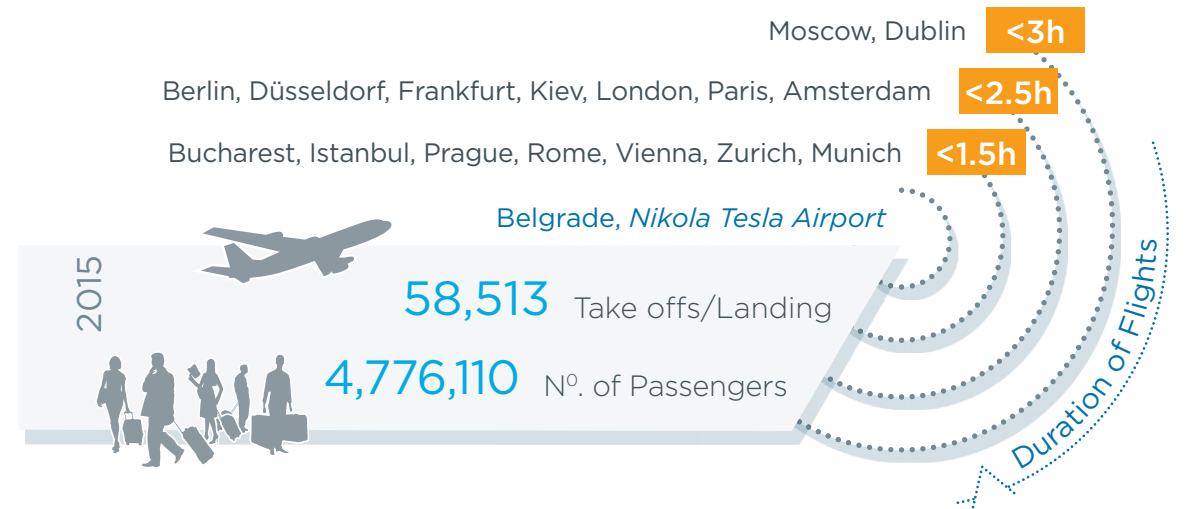 Moscow, Dublin <3h
Berlin, Düsseldorf, Frankfurt, Kiev, London, Paris, Amsterdam <2.5h
Bucharest, Istanbul, Prague, Rome, Vienna, Zurich, Munich <1.5h
Belgrade, Nikola Tesla Airport
2015
58,513 Take offs/Landing
4,776,110 N⁰. of Passengers
Duration of Flights